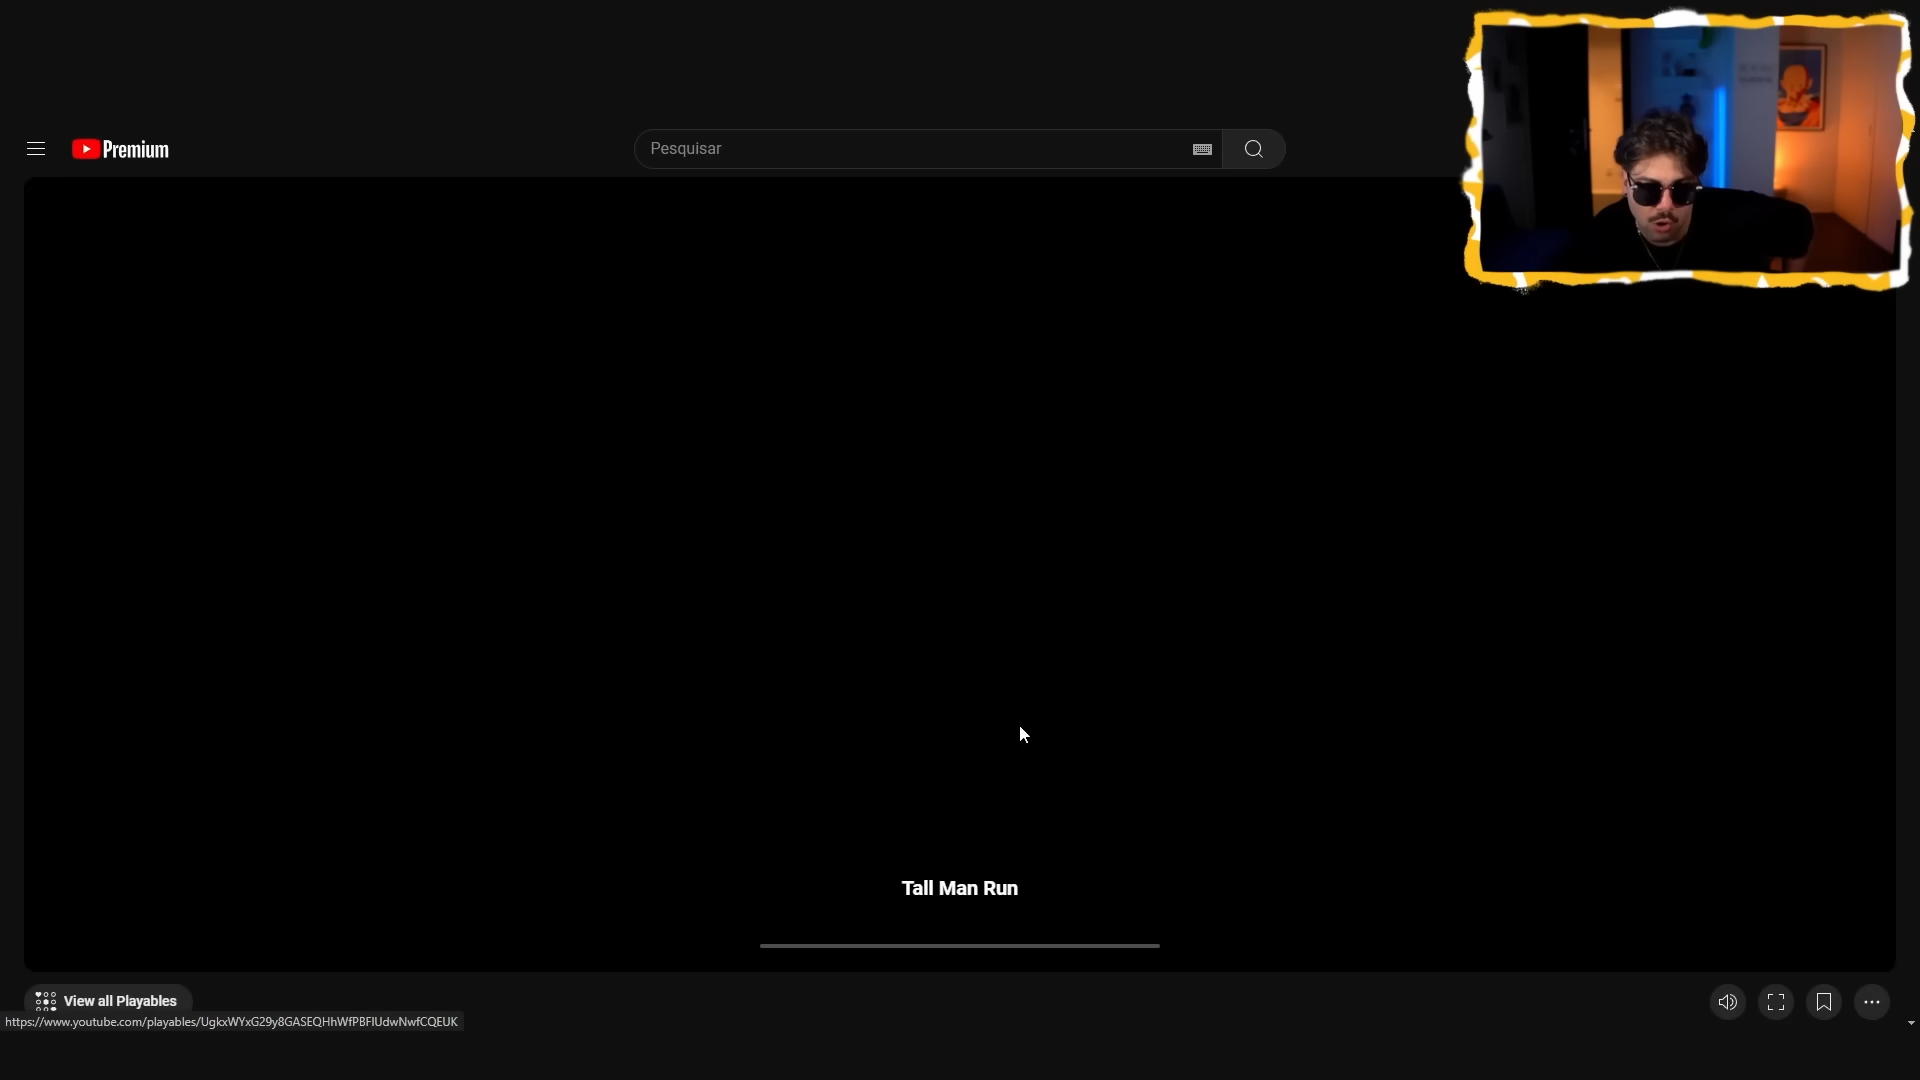 Premium
Pesquisar
Tall Man Run
View all Playables
https://www.youtube.com/playables/UgkxWYxG29y8GASEQHhWfPBFIUdwNwfCQEUK